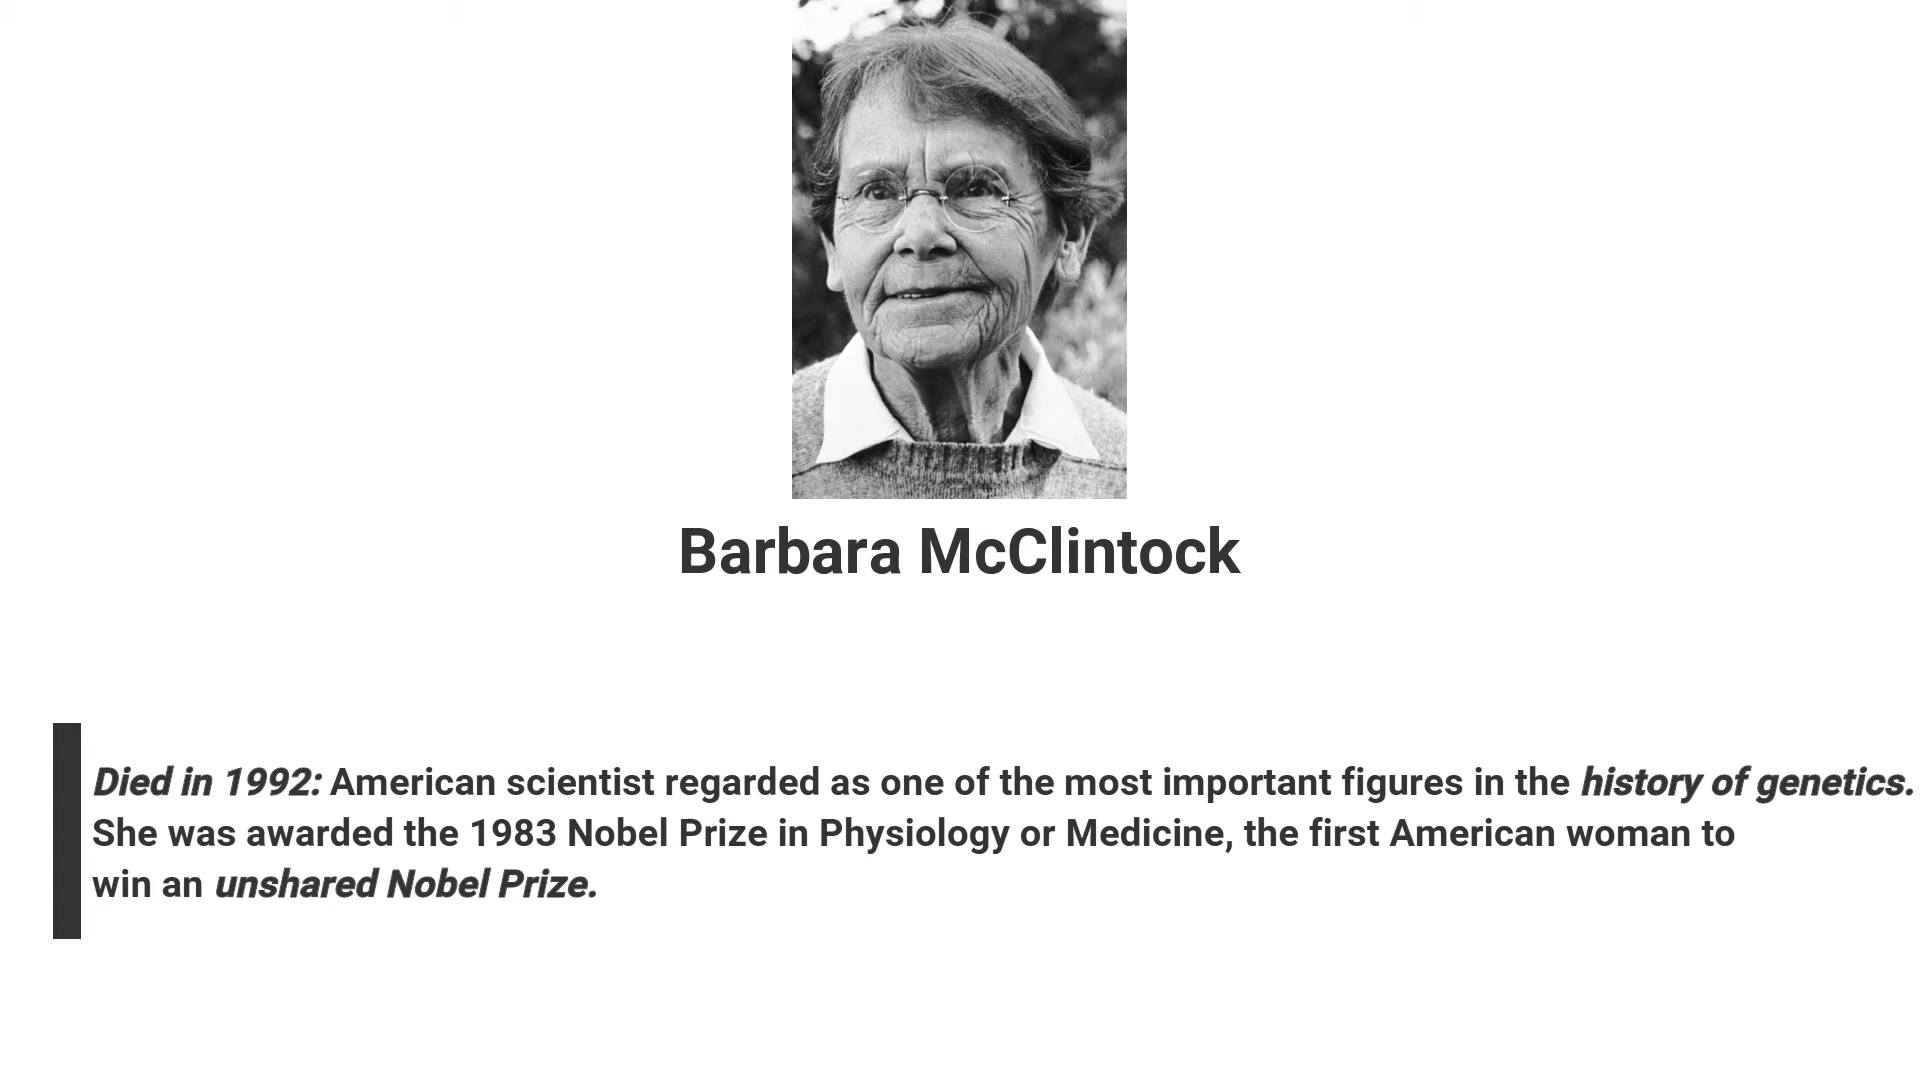 Barbara McClintock
Died in 1992: American scientist regarded as one of the most important figures in the history of genetics.
She was awarded the 1983 Nobel Prize in Physiology or Medicine, the first American woman to
win an unshared Nobel Prize.